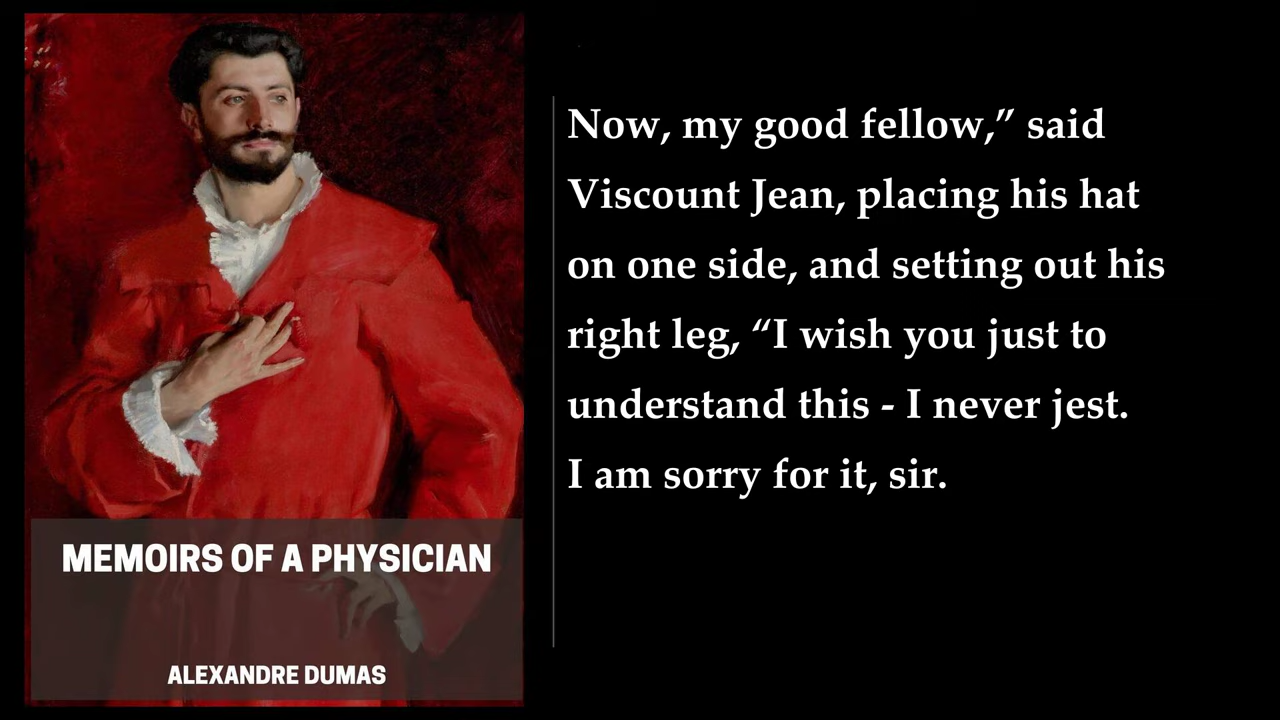 MEMOIRS OF A PHYSICIAN
ALEXANDRE DUMAS
Now, my good fellow,” said
Viscount Jean, placing his hat
on one side, and setting out his
right leg, “I wish you just to
understand this - I never jest.
I am sorry for it, sir.